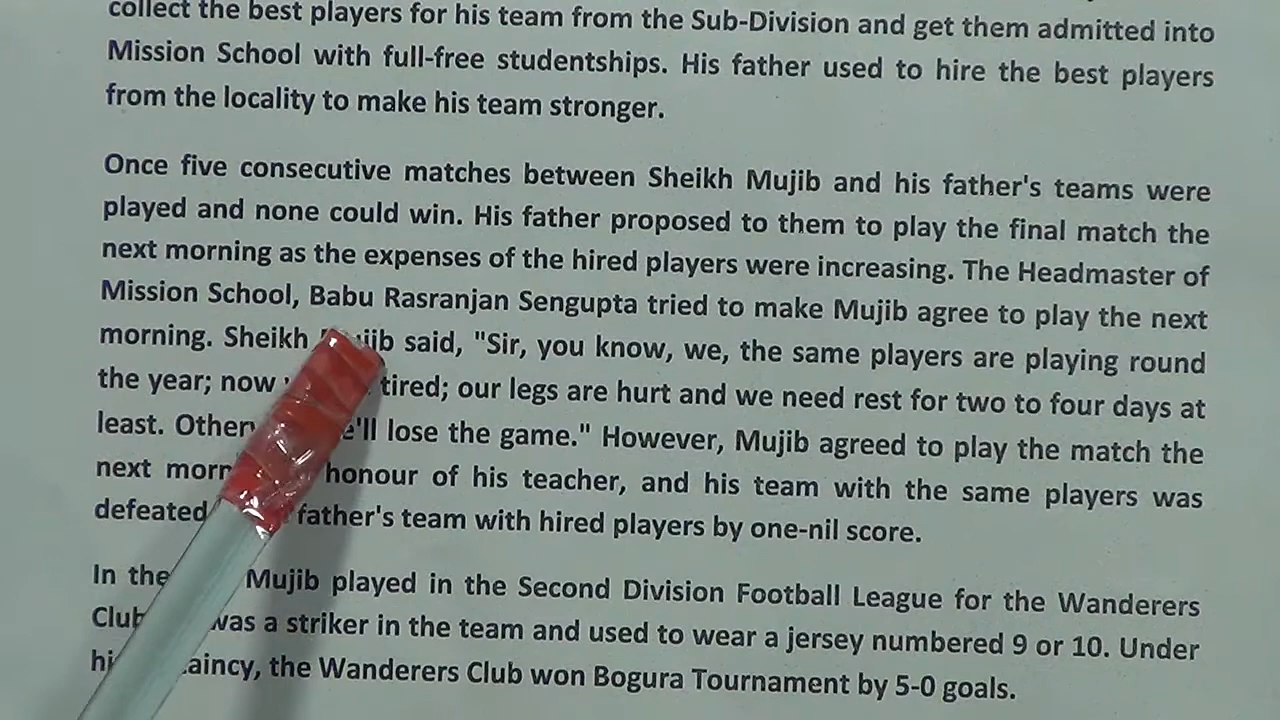 collect the best players for his team from the Sub-Division and get them admitted into
Mission School with full-free studentships. His father used to hire the best players
from the locality to make his team stronger.
Once five consecutive matches between Sheikh Mujib and his father's teams were
played and none could win. His father proposed to them to play the final match the
next morning as the expenses of the hired players were increasing. The Headmaster of
Mission School, Babu Rasranjan Sengupta tried to make Mujib agree to play the next
morning. Sheikh Mujib said, "Sir, you know, we, the same players are playing round
the year; now tired; our legs are hurt and we need rest for two to four days at
least. lose the game." However, Mujib agreed to play the match the
next honour of his teacher, and his team with the same players was
defeated father's team with hired players by one-nil score.
In the Mujib played in the Second Division Football League for the Wanderers
was a striker in the team and used to wear a jersey numbered 9 or 10. Under
the Wanderers Club won Bogura Tournament by 5-0 goals.